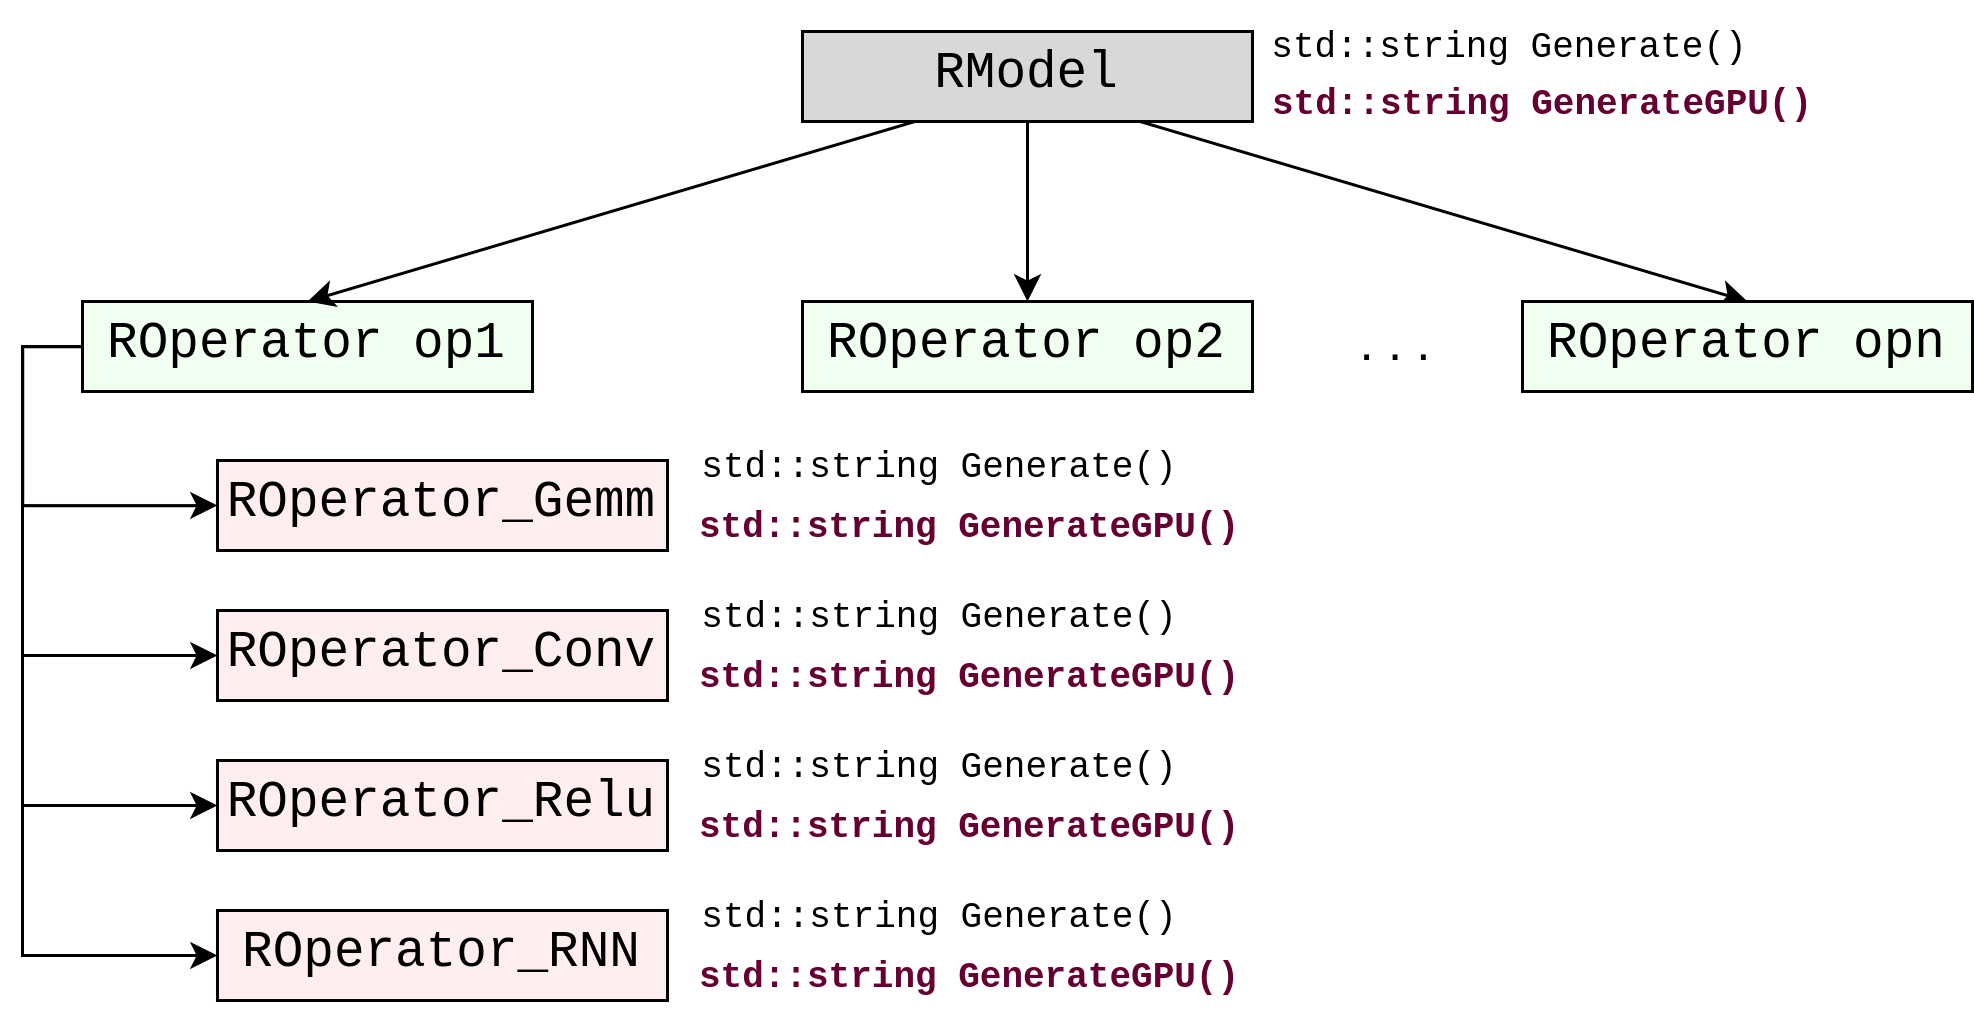 RModel
std::string Generate()
std::string GenerateGPU()
ROperator op1
ROperator op2
...
ROperator opn
ROperator_Gemm
std::string Generate()
std::string GenerateGPU()
ROperator_Conv
std::string Generate()
std::string GenerateGPU()
ROperator_Relu
std::string Generate()
std::string GenerateGPU()
ROperator_RNN
std::string Generate()
std::string GenerateGPU()